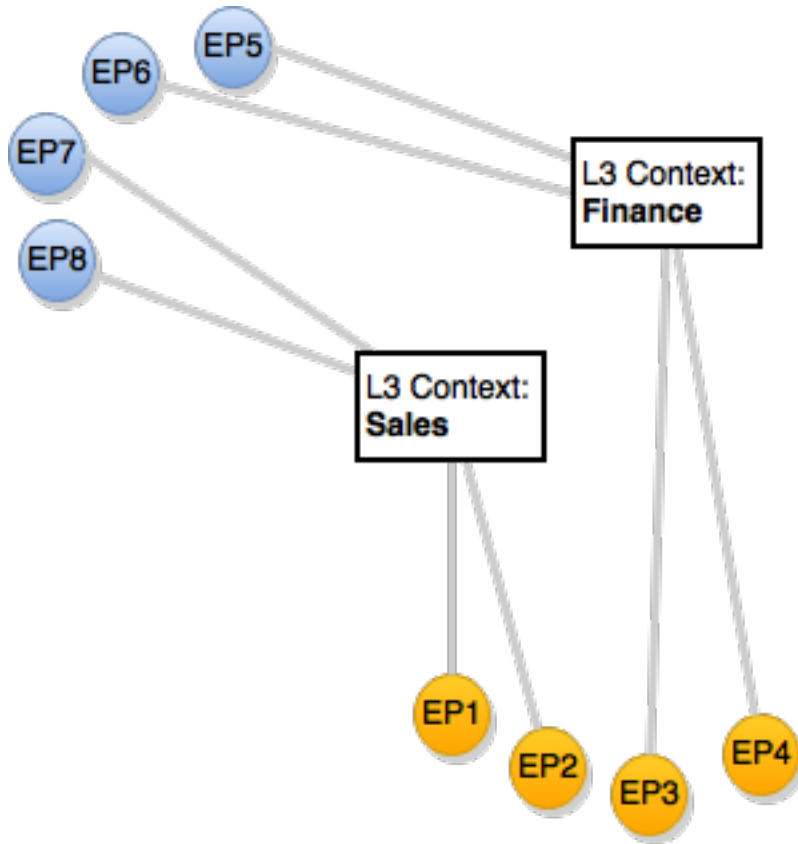 EP5
EP6
EP7
L3 Context:
Finance
EP8
L3 Context:
Sales
EP1
EP2
EP4
EP3